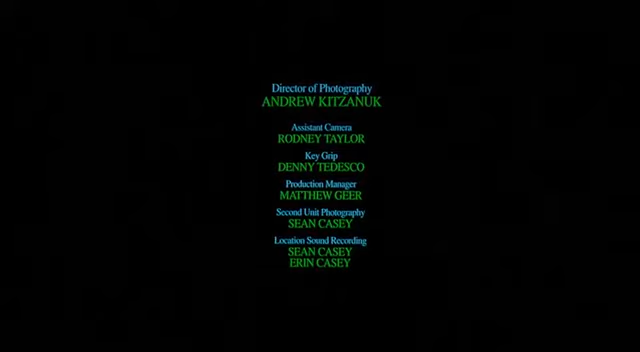 Director of Photography
ANDREW KITZANUK
Assistant Camera
RODNEY TAYLOR
Key Grip
DENNY TEDESCO
Production Manager
MATTHEW GEER
Second Unit Photography
SEAN CASEY
Location Sound Recording
SEAN CASEY
ERIN CASEY